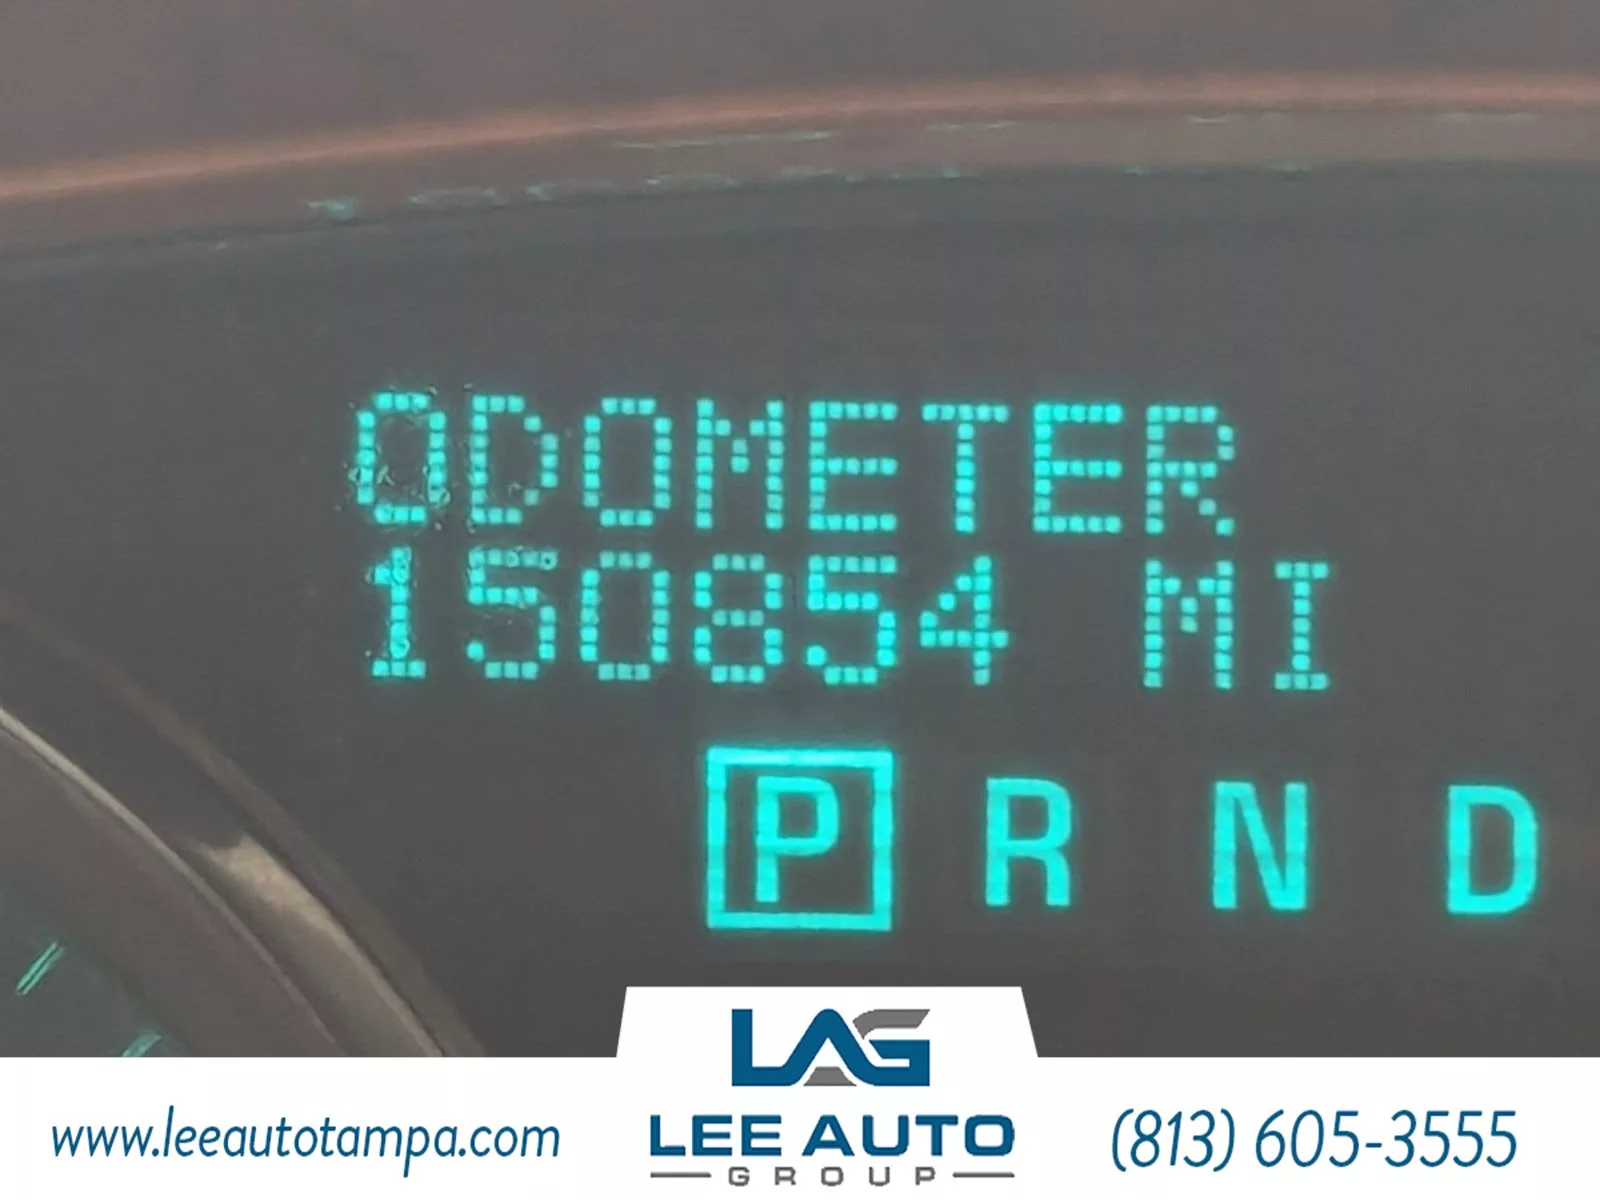 ODOMETER
150854 MI
P R N D
LAG
www.leeautotampa.com
LEE AUTO
GROUP
(813) 605-3555